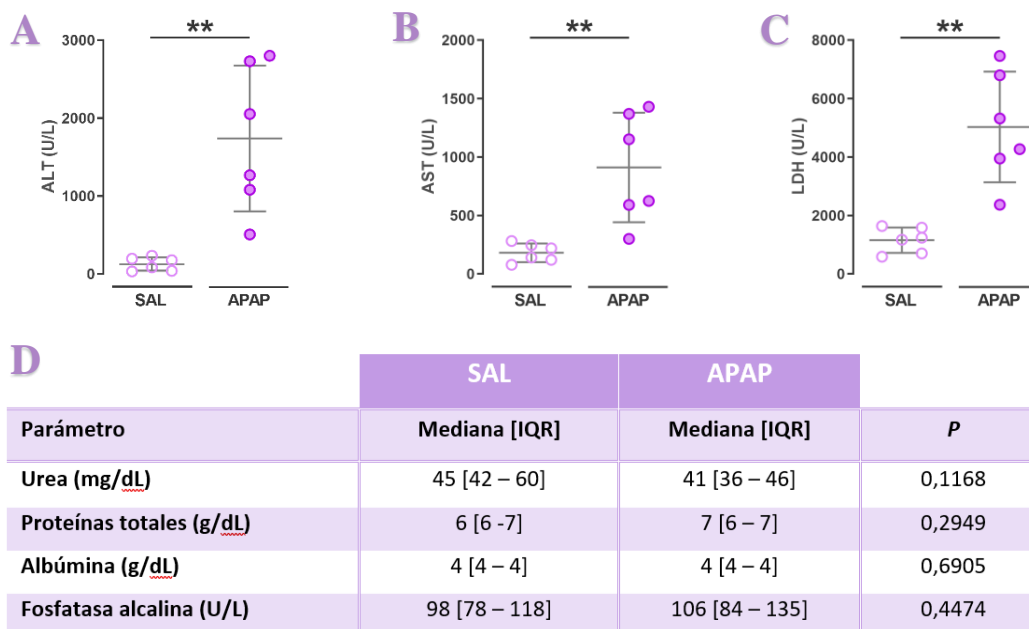 A
**
3000
2000
1000
0
ALT (U/L)
SAL
APAP
B
**
2000
1500
1000
500
0
AST (U/L)
SAL
APAP
C
**
8000
6000
4000
2000
0
LDH (U/L)
SAL
APAP
D
SAL APAP
Parámetro Mediana [IQR] Mediana [IQR] P
Urea (mg/dL) 45 [42 – 60] 41 [36 – 46] 0,1168
Proteínas totales (g/dL) 6 [6 -7] 7 [6 – 7] 0,2949
Albúmina (g/dL) 4 [4 – 4] 4 [4 – 4] 0,6905
Fosfatasa alcalina (U/L) 98 [78 – 118] 106 [84 – 135] 0,4474